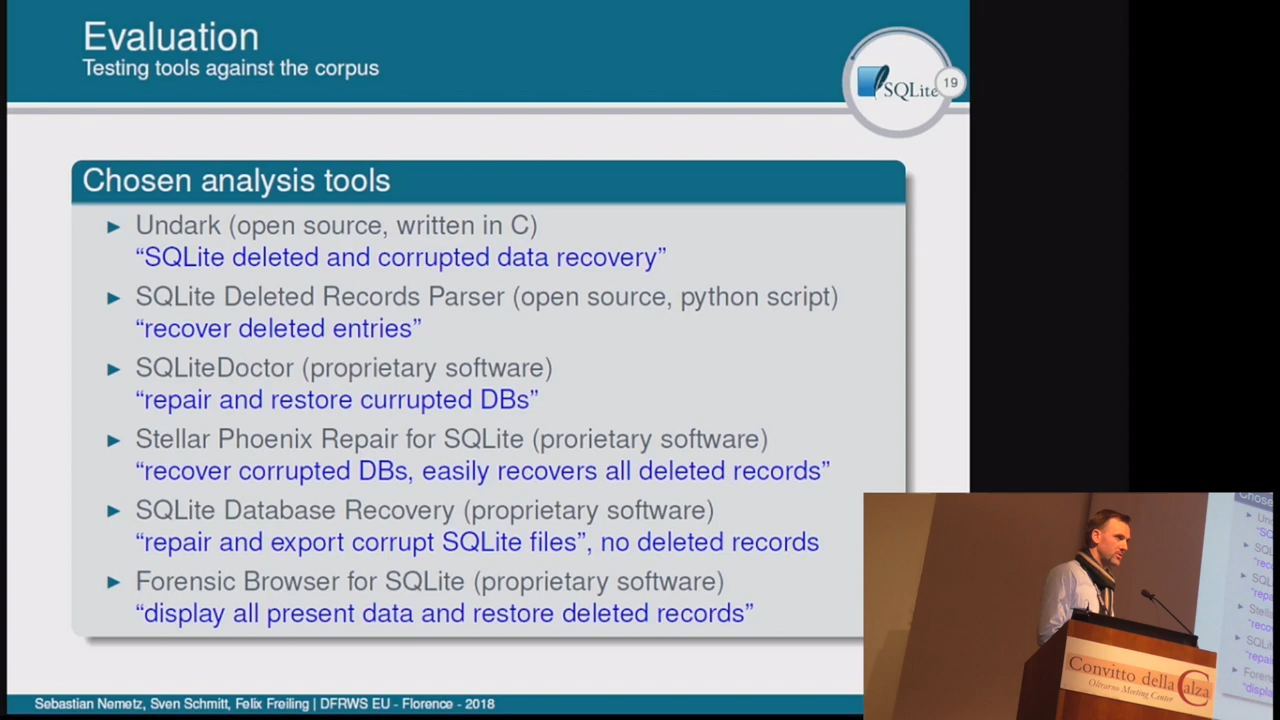 Evaluation
Testing tools against the corpus
SQLite
19
Chosen analysis tools
► Undark (open source, written in C)
“SQLite deleted and corrupted data recovery”
► SQLite Deleted Records Parser (open source, python script)
“recover deleted entries”
► SQLiteDoctor (proprietary software)
“repair and restore currupted DBs”
► Stellar Phoenix Repair for SQLite (prorietary software)
“recover corrupted DBs, easily recovers all deleted records”
► SQLite Database Recovery (proprietary software)
“repair and export corrupt SQLite files”, no deleted records
► Forensic Browser for SQLite (proprietary software)
“display all present data and restore deleted records”
Sebastian Nemetz, Sven Schmitt, Felix Freiling | DFRWS EU - Florence - 2018
Convitto della Calza
Oltrarno Meeting Center